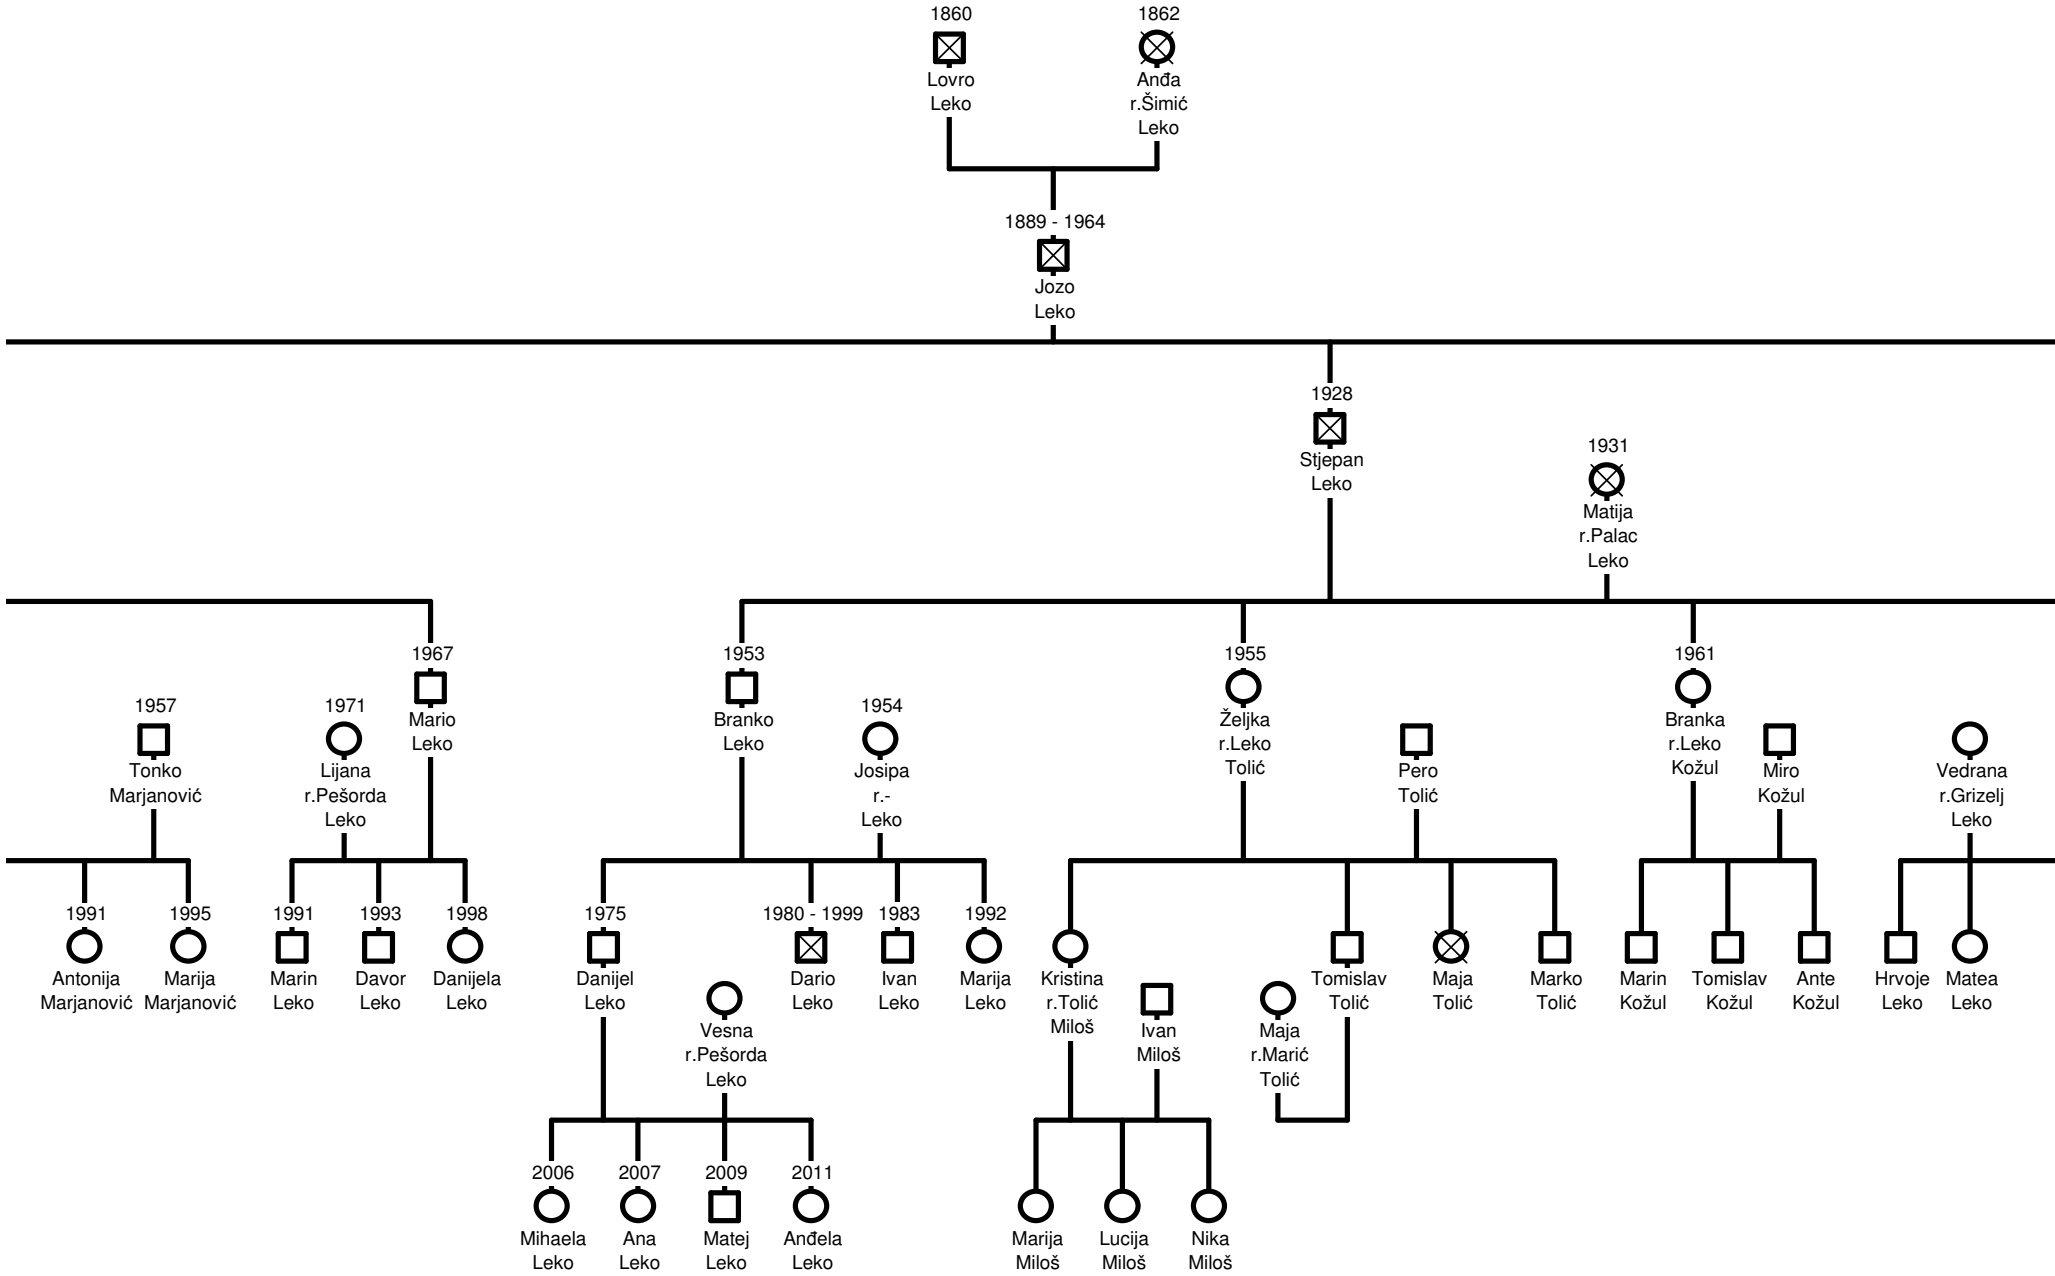 1860
Lovro
Leko
1862
Anđa
r.Šimić
Leko
1889 - 1964
Jozo
Leko
1928
Stjepan
Leko
1931
Matija
r.Palac
Leko
1957
Tonko
Marjanović
1971
Lijana
r.Pešorda
Leko
1967
Mario
Leko
1953
Branko
Leko
1954
Josipa
r.-
Leko
1955
Željka
r.Leko
Tolić
Pero
Tolić
1961
Branka
r.Leko
Kožul
Miro
Kožul
Vedrana
r.Grizelj
Leko
1991
Antonija
Marjanović
1995
Marija
Marjanović
1991
Marin
Leko
1993
Davor
Leko
1998
Danijela
Leko
1975
Danijel
Leko
Vesna
r.Pešorda
Leko
1980 - 1999
Dario
Leko
1983
Ivan
Leko
1992
Marija
Leko
Kristina
r.Tolić
Miloš
Ivan
Miloš
Maja
r.Marić
Tolić
Tomislav
Tolić
Maja
Tolić
Marko
Tolić
Marin
Kožul
Tomislav
Kožul
Ante
Kožul
Hrvoje
Leko
Matea
Leko
2006
Mihaela
Leko
2007
Ana
Leko
2009
Matej
Leko
2011
Anđela
Leko
Marija
Miloš
Lucija
Miloš
Nika
Miloš